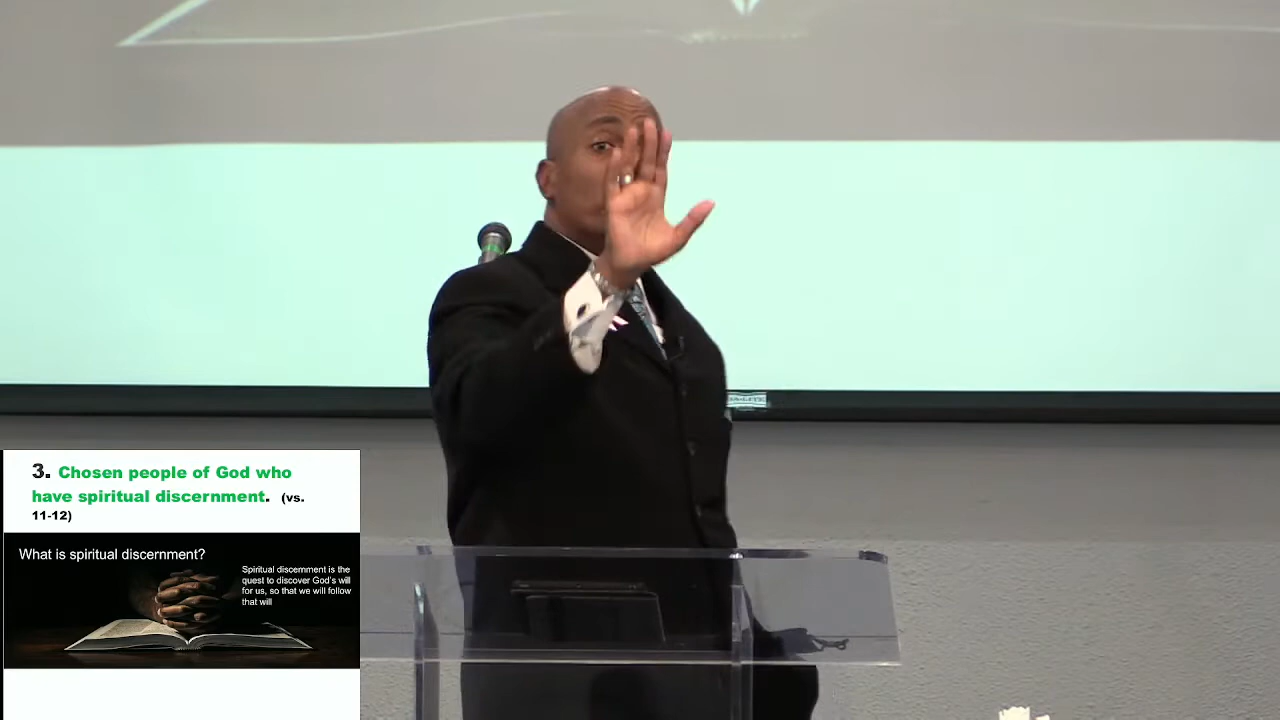 3. Chosen people of God who
have spiritual discernment. (vs.
11-12)
What is spiritual discernment?
Spiritual discernment is the
quest to discover God's will
for us, so that we will follow
that will